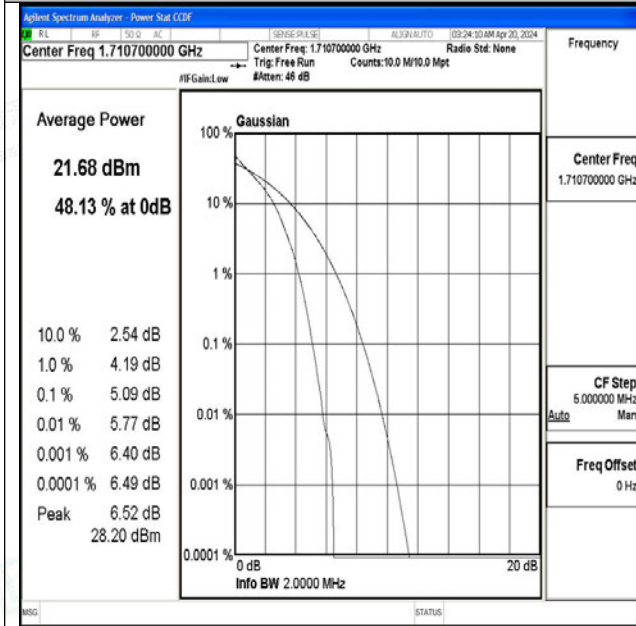 Agilent Spectrum Analyzer - Power Stat CCDF
RL RF 50 Ω AC SENSE:PULSE ALIGNAUTO 03:24:10 AM Apr 20, 2024
Center Freq 1.710700000 GHz
Center Freq: 1.710700000 GHz Radio Std: None
Trig: Free Run Counts:10.0 M/10.0 Mpt
#IFGain:Low #Atten: 46 dB
Frequency
Average Power
21.68 dBm
48.13 % at 0dB
10.0 % 2.54 dB
1.0 % 4.19 dB
0.1 % 5.09 dB
0.01 % 5.77 dB
0.001 % 6.40 dB
0.0001 % 6.49 dB
Peak 6.52 dB
28.20 dBm
Gaussian
100 %
10 %
1 %
0.1 %
0.01 %
0.001 %
0.0001 %
0 dB 20 dB
Info BW 2.0000 MHz
Center Freq
1.710700000 GHz
CF Step
5.000000 MHz
Auto Man
Freq Offset
0 Hz
MSG STATUS